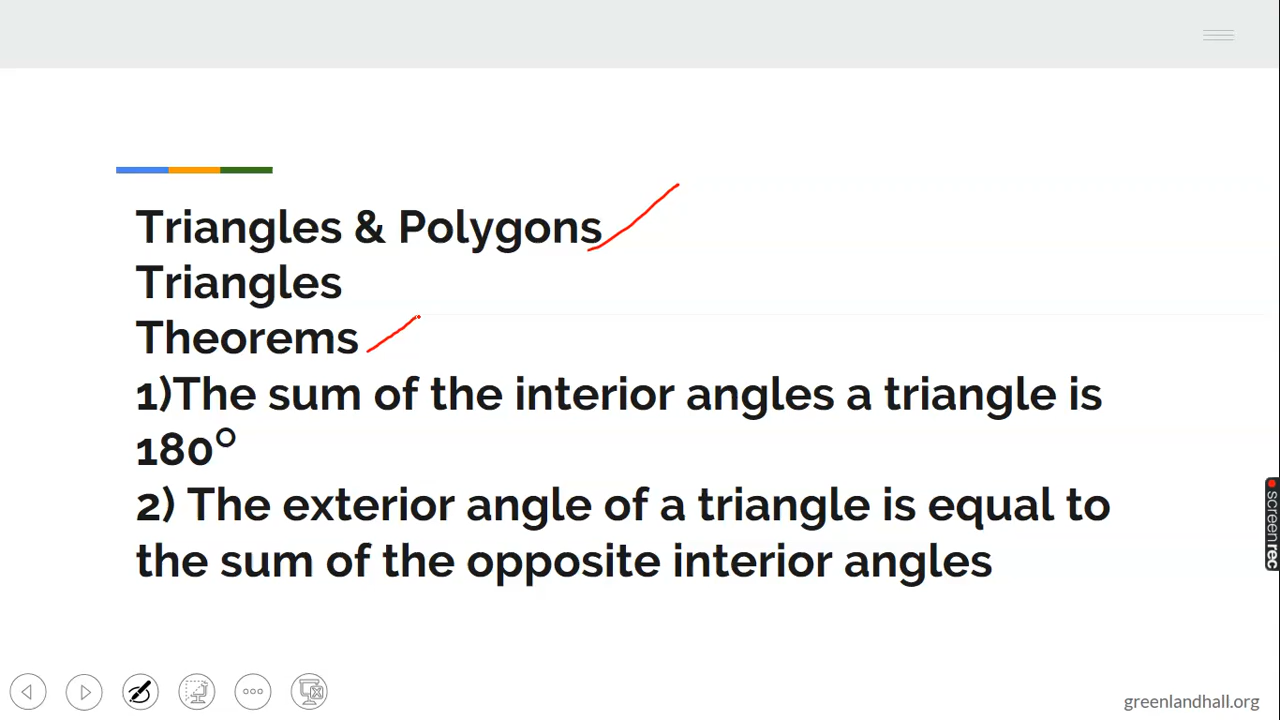 Triangles & Polygons
Triangles
Theorems
1)The sum of the interior angles a triangle is
180°
2) The exterior angle of a triangle is equal to
the sum of the opposite interior angles
screenrec
greenlandhall.org